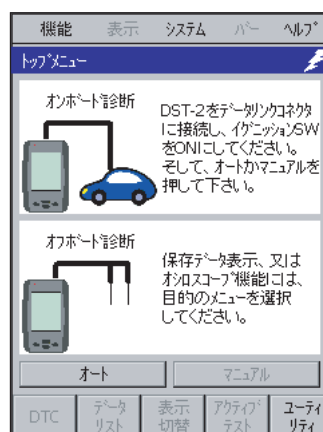 機能 表示 システム バー ヘルプ
トップメニュー
オンボード診断
DST-2をデータリンクコネクタ
に接続し、イグニッションSW
をONにしてください。
そして、オートかマニュアルを
押して下さい。
オフボード診断
保存データ表示、又は
オシロスコープ機能には、
目的のメニューを選択
してください。
オート マニュアル
DTC データ 表示 アクティブ ユーティ
リスト 切替 テスト リティ